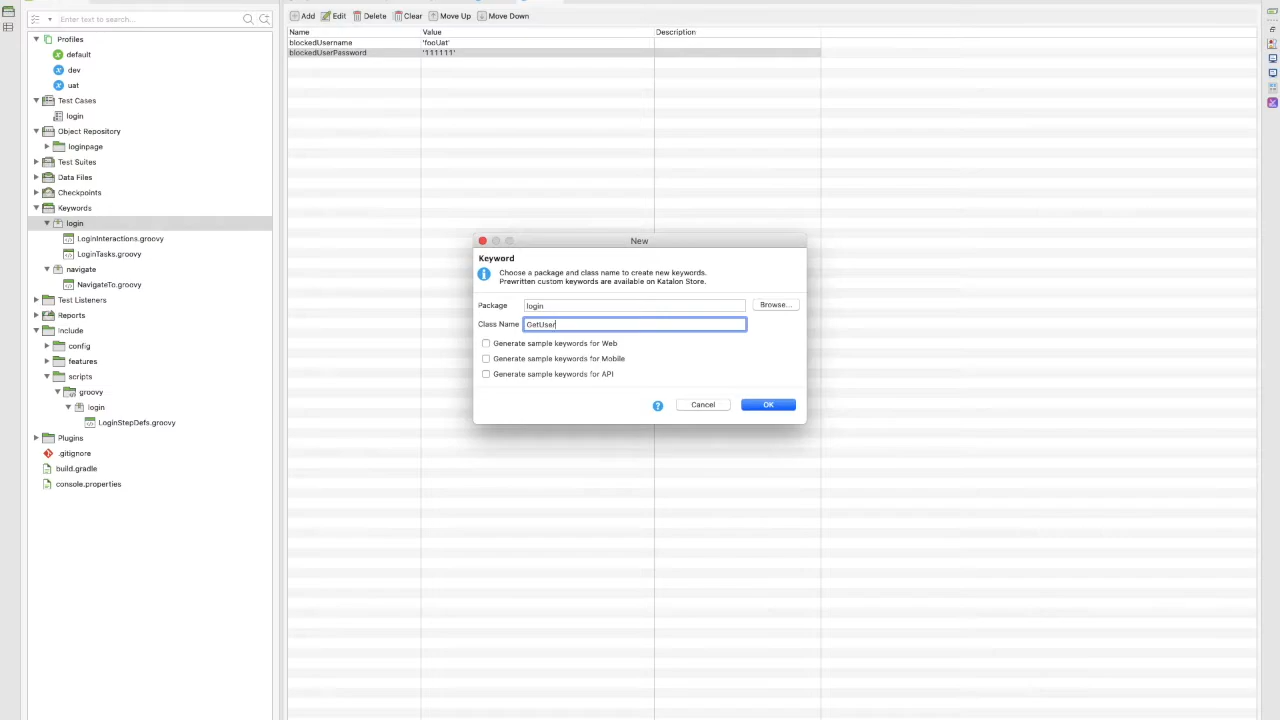 Enter text to search...
Profiles
default
dev
uat
Test Cases
login
Object Repository
loginpage
Test Suites
Data Files
Checkpoints
Keywords
login
LoginInteractions.groovy
LoginTasks.groovy
navigate
NavigateTo.groovy
Test Listeners
Reports
Include
config
features
scripts
groovy
login
LoginStepDefs.groovy
Plugins
.gitignore
build.gradle
console.properties
Add Edit Delete Clear Move Up Move Down
Name Value Description
blockedUsername 'fooUat'
blockedUserPassword '111111'
New
Keyword
Choose a package and class name to create new keywords.
Prewritten custom keywords are available on Katalon Store.
Package login Browse...
Class Name GetUser
Generate sample keywords for Web
Generate sample keywords for Mobile
Generate sample keywords for API
? Cancel OK